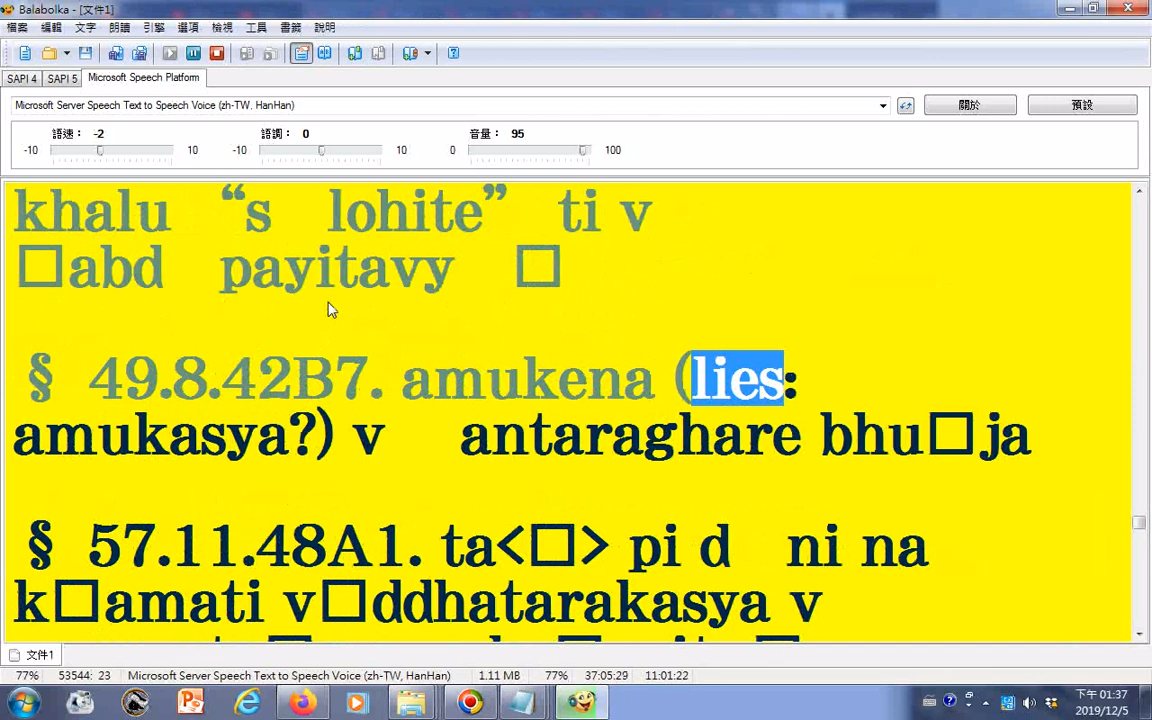 Balabolka - [文件1]
檔案 編輯 文字 朗讀 引擎 選項 檢視 工具 書籤 說明
SAPI 4 SAPI 5 Microsoft Speech Platform
Microsoft Server Speech Text to Speech Voice (zh-TW, HanHan) 關於 預設
語速： -2 語調： 0 音量： 95
-10 10 -10 10 0 100
khalu “s lohite” ti v
□abd payitavy □
§ 49.8.42B7. amukena (lies:
amukasya?) v antaraghare bhu□ja
§ 57.11.48A1. ta<□> pi d ni na
k□amati v□ddhatarakasya v
文件1
77% 53544: 23 Microsoft Server Speech Text to Speech Voice (zh-TW, HanHan) 1.11 MB 77% 37:05:29 11:01:22
下午 01:37
2019/12/5